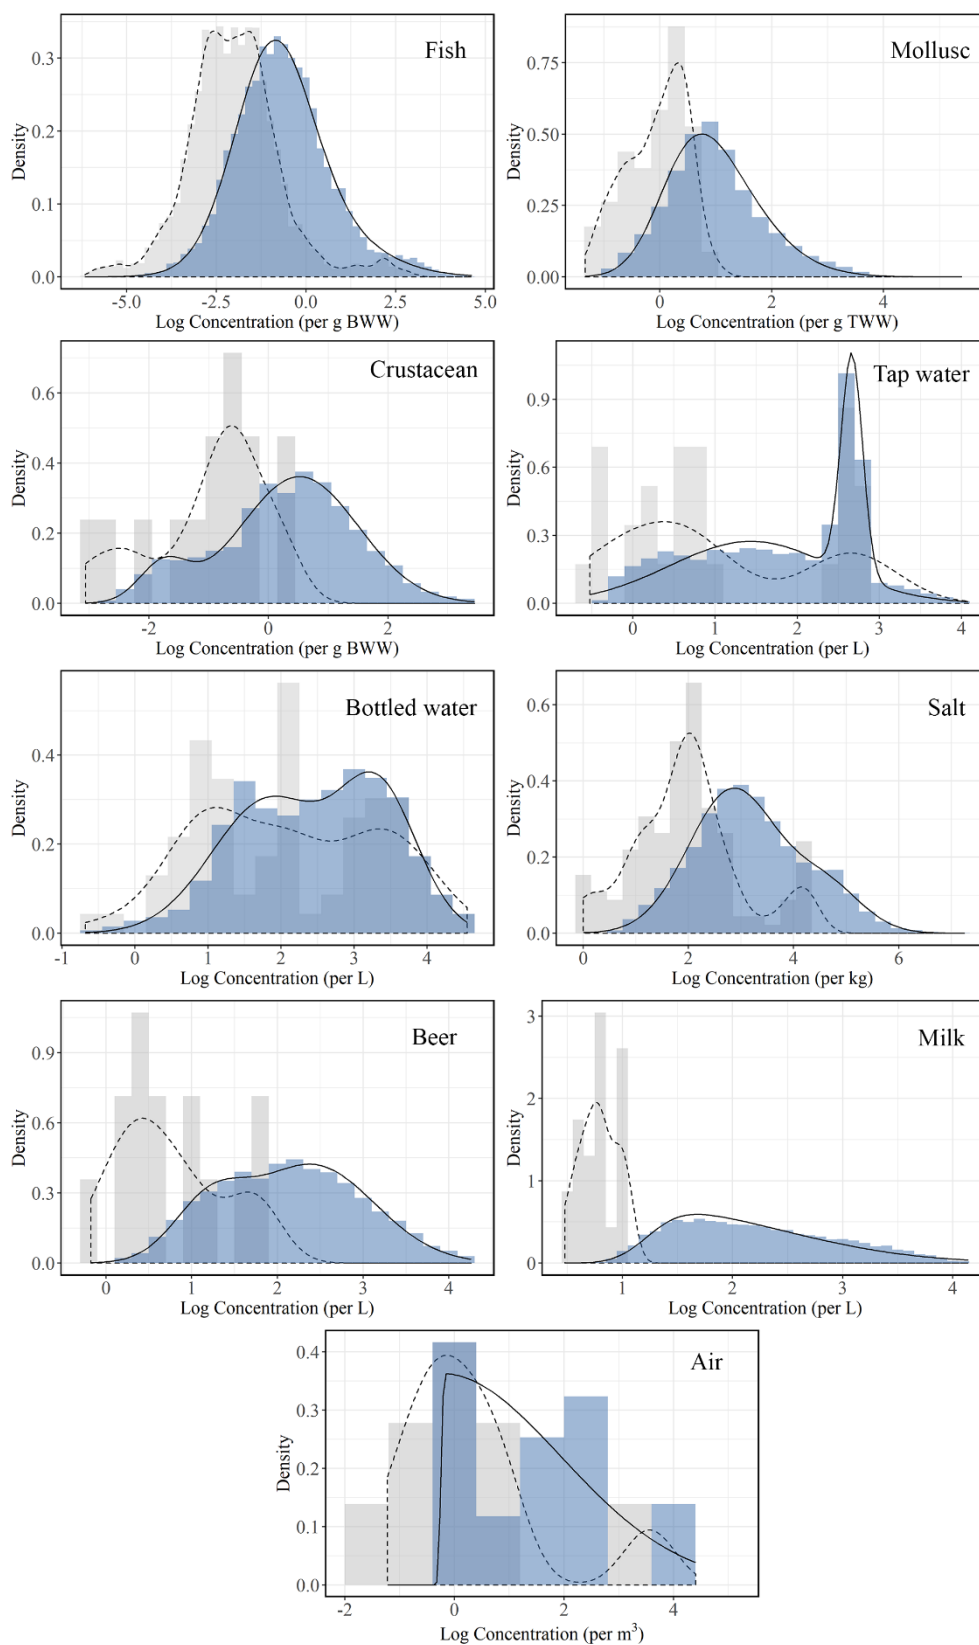 Fish
Density
0.3
0.2
0.1
0.0
-5.0 -2.5 0.0 2.5 5.0
Log Concentration (per g BWW)
Mollusc
Density
0.75
0.50
0.25
0.00
0 2 4
Log Concentration (per g TWW)
Crustacean
Density
0.6
0.4
0.2
0.0
-2 0 2
Log Concentration (per g BWW)
Tap water
Density
0.9
0.6
0.3
0.0
0 1 2 3 4
Log Concentration (per L)
Bottled water
Density
0.4
0.2
0.0
-1 0 1 2 3 4
Log Concentration (per L)
Salt
Density
0.6
0.4
0.2
0.0
0 2 4 6
Log Concentration (per kg)
Beer
Density
0.9
0.6
0.3
0.0
0 1 2 3 4
Log Concentration (per L)
Milk
Density
3
2
1
0
1 2 3 4
Log Concentration (per L)
Air
Density
0.4
0.3
0.2
0.1
0.0
-2 0 2 4
Log Concentration (per m³)